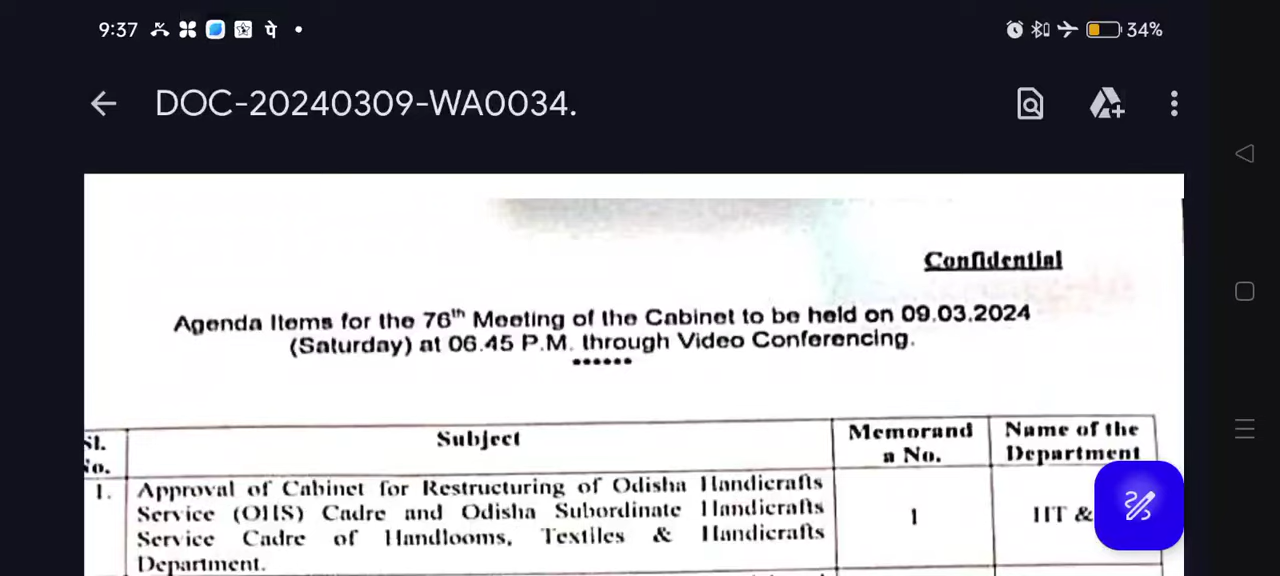 9:37 पे 34%
DOC-20240309-WA0034.
Confidential
Agenda Items for the 76th Meeting of the Cabinet to be held on 09.03.2024
(Saturday) at 06.45 P.M. through Video Conferencing.
••••••
Sl. No.
Subject
Memorand a No.
Name of the Department
1.
Approval of Cabinet for Restructuring of Odisha Handicrafts
Service (OHS) Cadre and Odisha Subordinate Handicrafts
Service Cadre of Handlooms, Textiles & Handicrafts
Department.
1
HT &